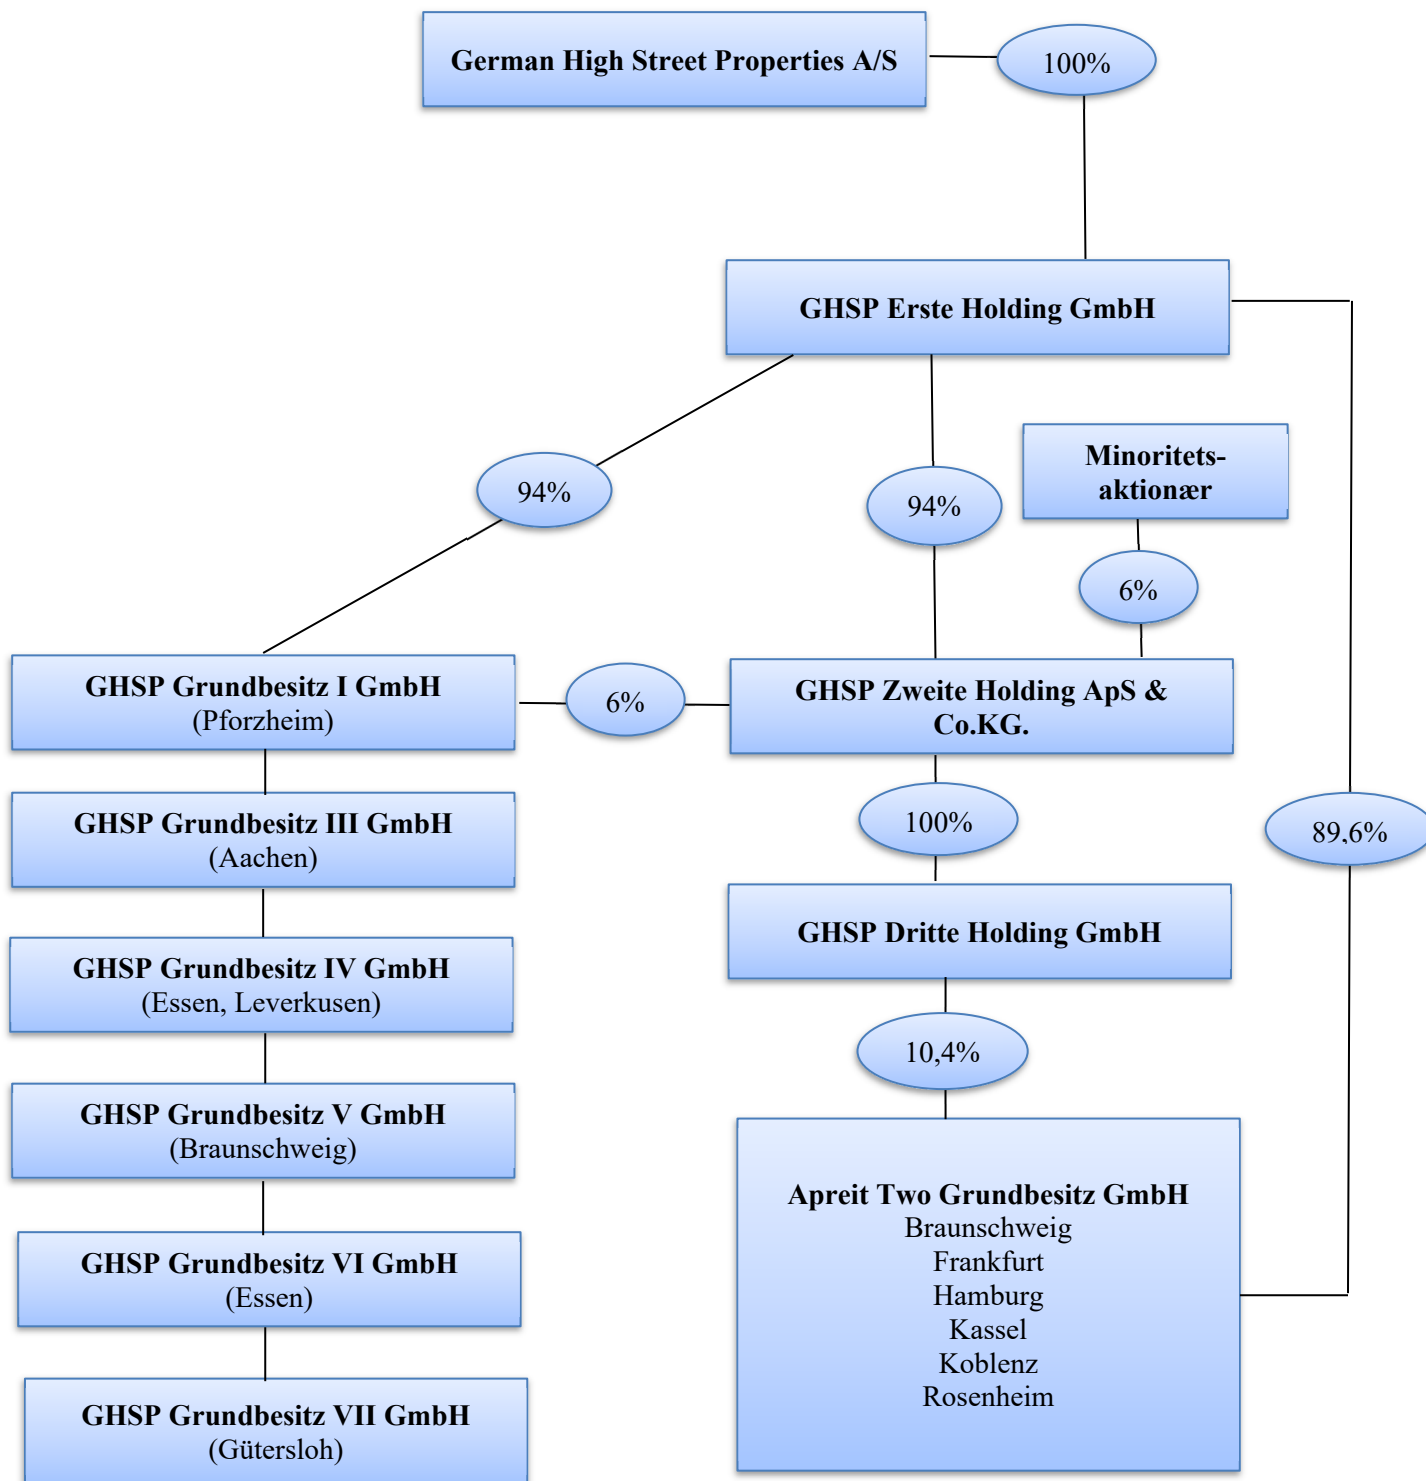 German High Street Properties A/S
100%
GHSP Erste Holding GmbH
Minoritets-
aktionær
94%
94%
6%
GHSP Grundbesitz I GmbH
(Pforzheim)
6%
GHSP Zweite Holding ApS &
Co.KG.
GHSP Grundbesitz III GmbH
(Aachen)
100%
89,6%
GHSP Grundbesitz IV GmbH
(Essen, Leverkusen)
GHSP Dritte Holding GmbH
10,4%
GHSP Grundbesitz V GmbH
(Braunschweig)
Apreit Two Grundbesitz GmbH
Braunschweig
Frankfurt
Hamburg
Kassel
Koblenz
Rosenheim
GHSP Grundbesitz VI GmbH
(Essen)
GHSP Grundbesitz VII GmbH
(Gütersloh)